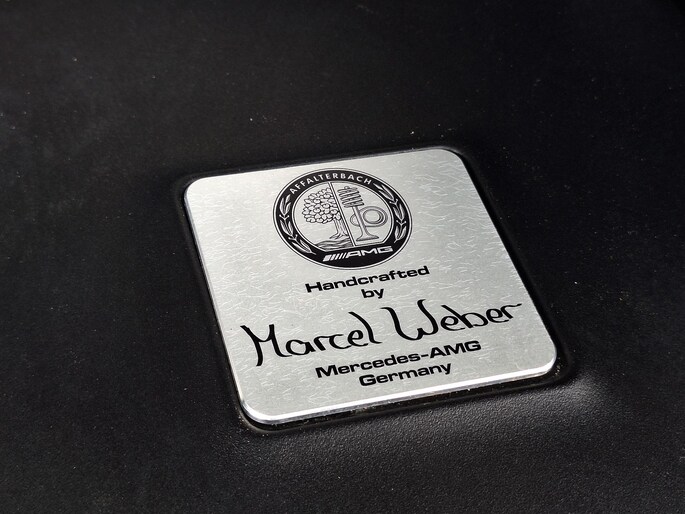 AFFALTERBACH
AMG
Handcrafted
by
Marcel Weber
Mercedes-AMG
Germany